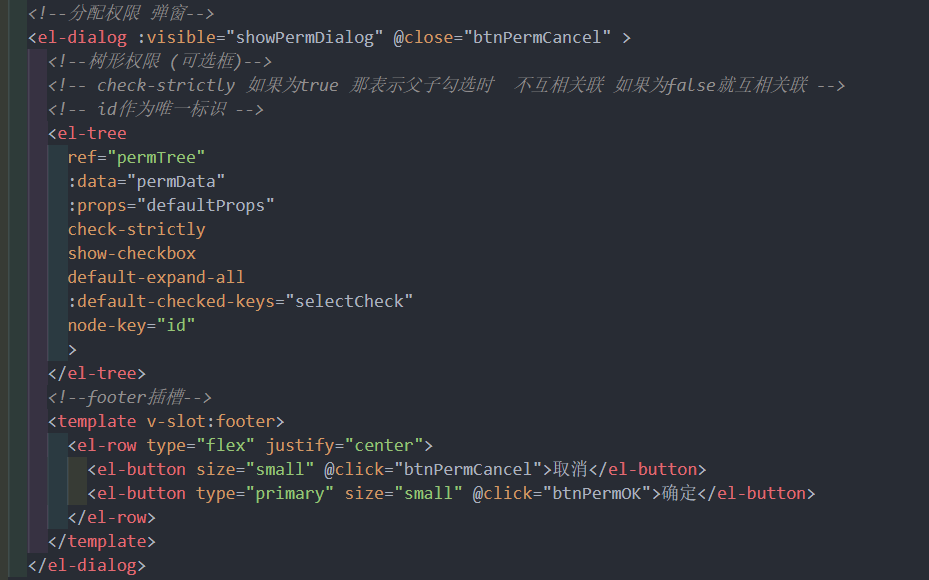 <!--分配权限 弹窗-->
<el-dialog :visible="showPermDialog" @close="btnPermCancel" >
<!--树形权限 (可选框)-->
<!-- check-strictly 如果为true 那表示父子勾选时  不互相关联 如果为false就互相关联 -->
<!-- id作为唯一标识 -->
<el-tree
ref="permTree"
:data="permData"
:props="defaultProps"
check-strictly
show-checkbox
default-expand-all
:default-checked-keys="selectCheck"
node-key="id"
>
</el-tree>
<!--footer插槽-->
<template v-slot:footer>
<el-row type="flex" justify="center">
<el-button size="small" @click="btnPermCancel">取消</el-button>
<el-button type="primary" size="small" @click="btnPermOK">确定</el-button>
</el-row>
</template>
</el-dialog>